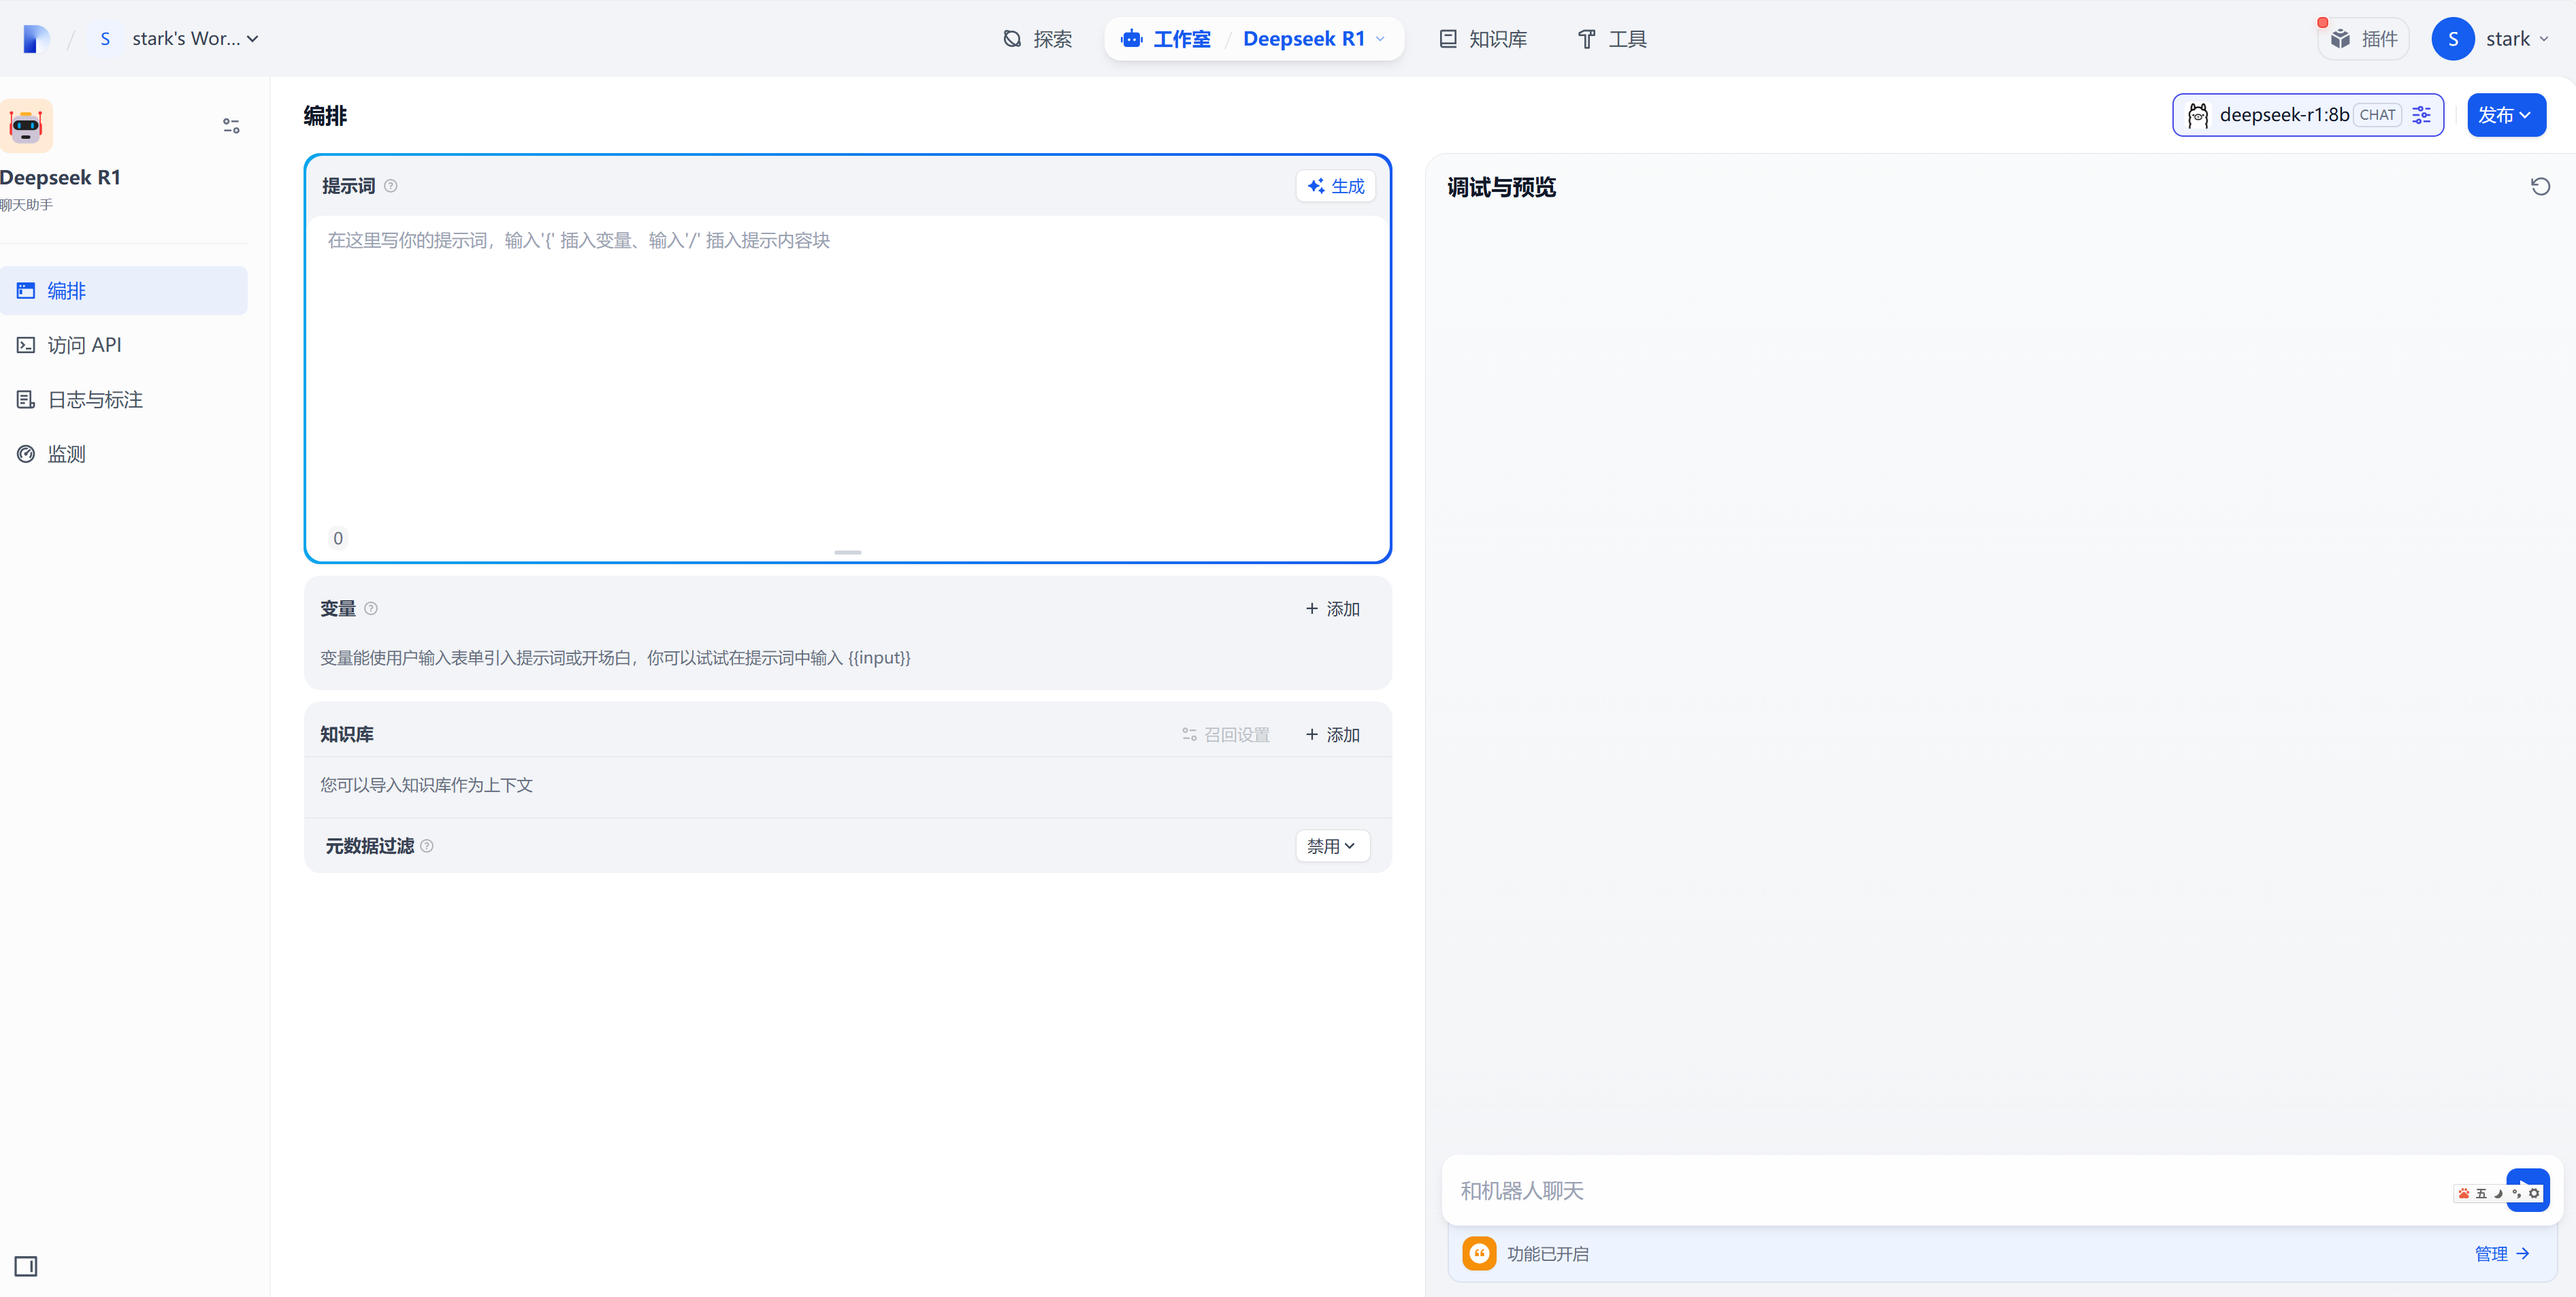 S stark's Wor...
探索
工作室 / Deepseek R1
知识库
工具
插件
S stark
Deepseek R1
聊天助手
编排
访问 API
日志与标注
监测
编排
deepseek-r1:8b CHAT
发布
提示词
生成
在这里写你的提示词，输入'{' 插入变量、输入'/' 插入提示内容块
0
变量
+ 添加
变量能使用户输入表单引入提示词或开场白，你可以试试在提示词中输入 {{input}}
知识库
召回设置
+ 添加
您可以导入知识库作为上下文
元数据过滤
禁用
调试与预览
和机器人聊天
五
功能已开启
管理